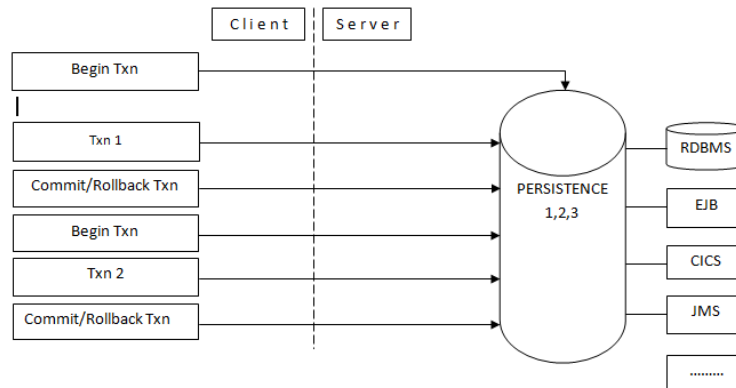 Client
Server
Begin Txn
Txn 1
Commit/Rollback Txn
Begin Txn
Txn 2
Commit/Rollback Txn
PERSISTENCE
1,2,3
RDBMS
EJB
CICS
JMS
.........